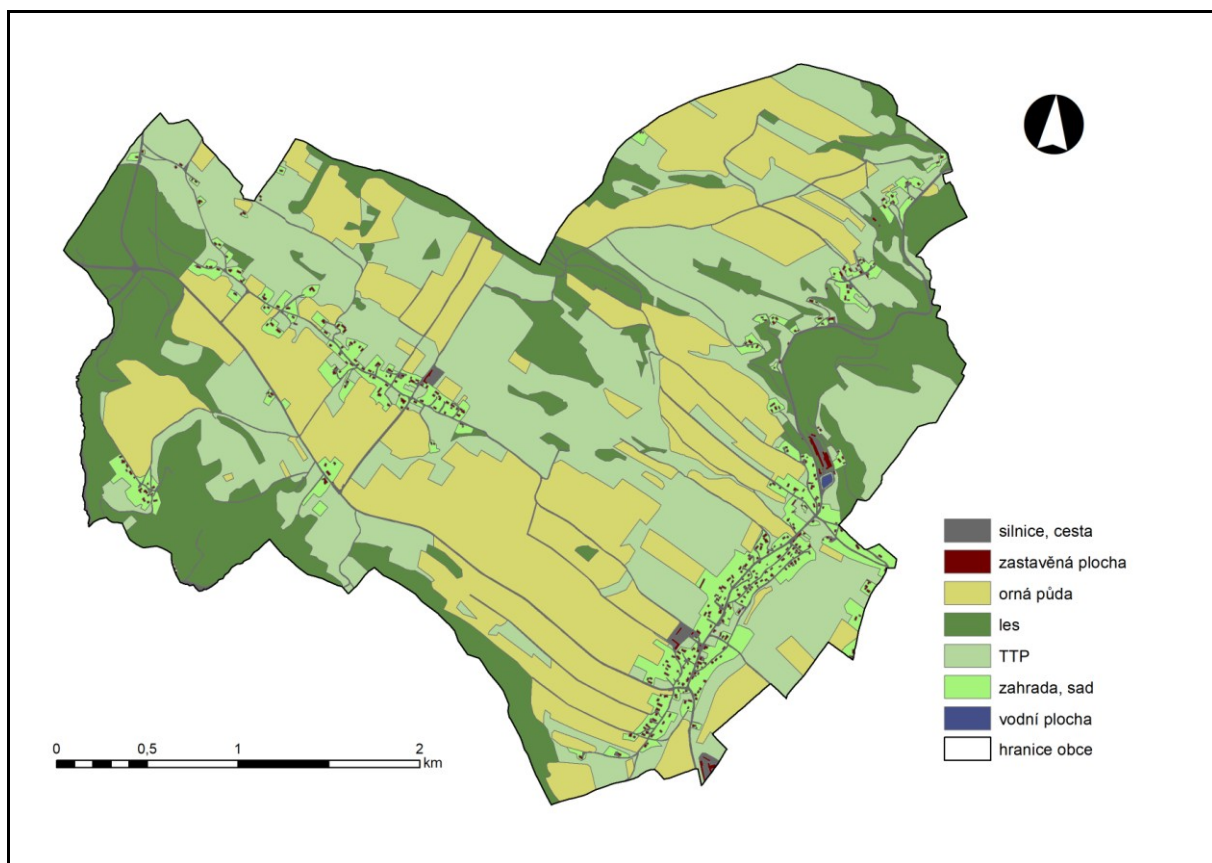 silnice, cesta
zastavěná plocha
orná půda
les
TTP
zahrada, sad
vodní plocha
hranice obce
0 0,5 1 2
km